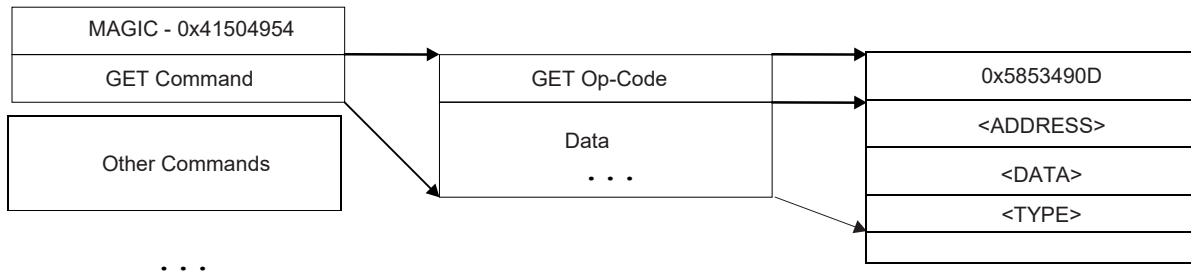 MAGIC - 0x41504954
GET Command
Other Commands
. . .
GET Op-Code
Data
. . .
0x5853490D
<ADDRESS>
<DATA>
<TYPE>